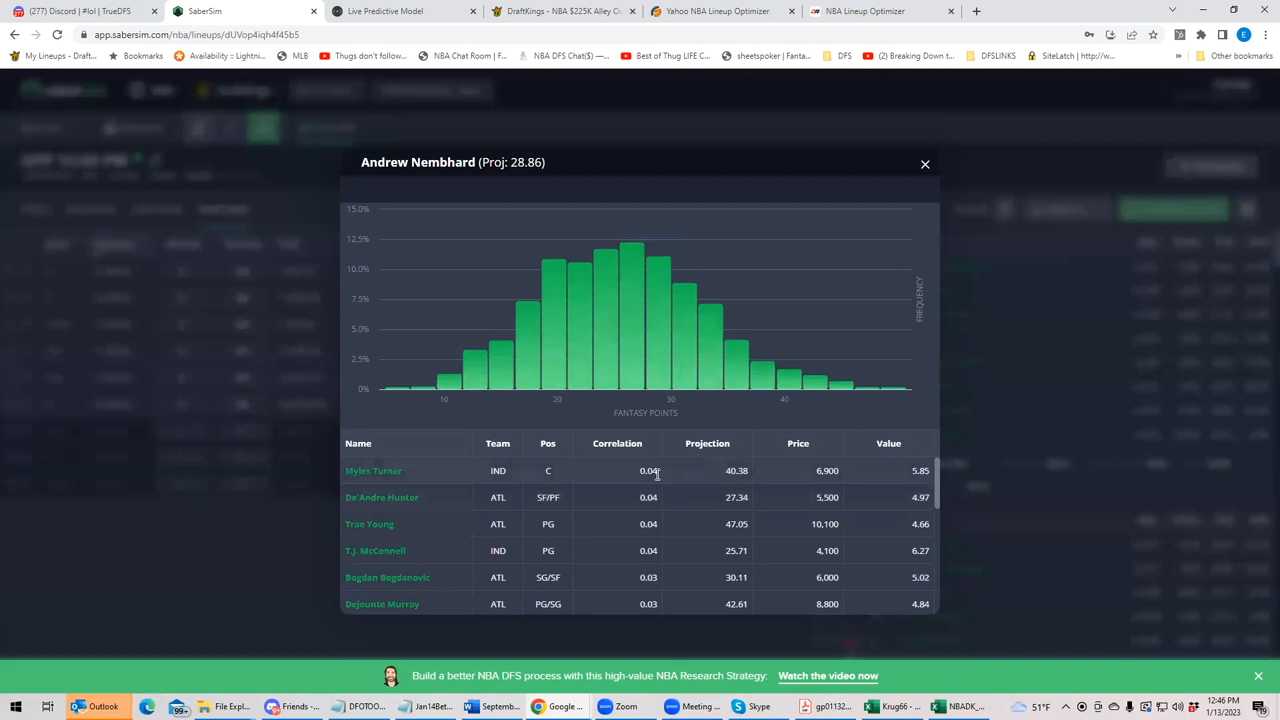 (277) Discord | #lol | TrueDFS
SaberSim
Live Predictive Model
DraftKings - NBA $225K Alley Oo
Yahoo NBA Lineup Optimizer
NBA Lineup Optimizer
app.sabersim.com/nba/lineups/dUVop4iqh4f45b5
My Lineups - Draft...
Bookmarks
AvailabSity = Lightni...
MLB
Thugs don't follow...
NBA Chat Room | F...
NBA DFS Chat($)—...
Best of Thug LIFE C...
sheetspoker | Fanta...
DFS
(2) Breaking Down t...
DFSLINKS
SiteLatch | http://w...
»
Other bookmarks
Andrew Nembhard (Proj: 28.86)
15.0%
12.5%
10.0%
7.5%
5.0%
2.5%
0%
FREQUENCY
10 20 30 40
FANTASY POINTS
Name Team Pos Correlation Projection Price Value
Myles Turner IND C 0.04 40.38 6,900 5.85
De'Andre Hunter ATL SF/PF 0.04 27.34 5,500 4.97
Trae Young ATL PG 0.04 47.05 10,100 4.66
T.J. McConnell IND PG 0.04 25.71 4,100 6.27
Bogdan Bogdanovic ATL SG/SF 0.03 30.11 6,000 5.02
Dejounte Murray ATL PG/SG 0.03 42.61 8,800 4.84
Build a better NBA DFS process with this high-value NBA Research Strategy: Watch the video now
Outlook
99+
File Expl...
Friends - ...
DFOTOO...
Jan14Bet...
Septemb...
Google ...
Zoom
Meeting ...
Skype
gp01132...
Krug66 - ...
NBADK_...
51°F
12:46 PM
1/13/2023
19